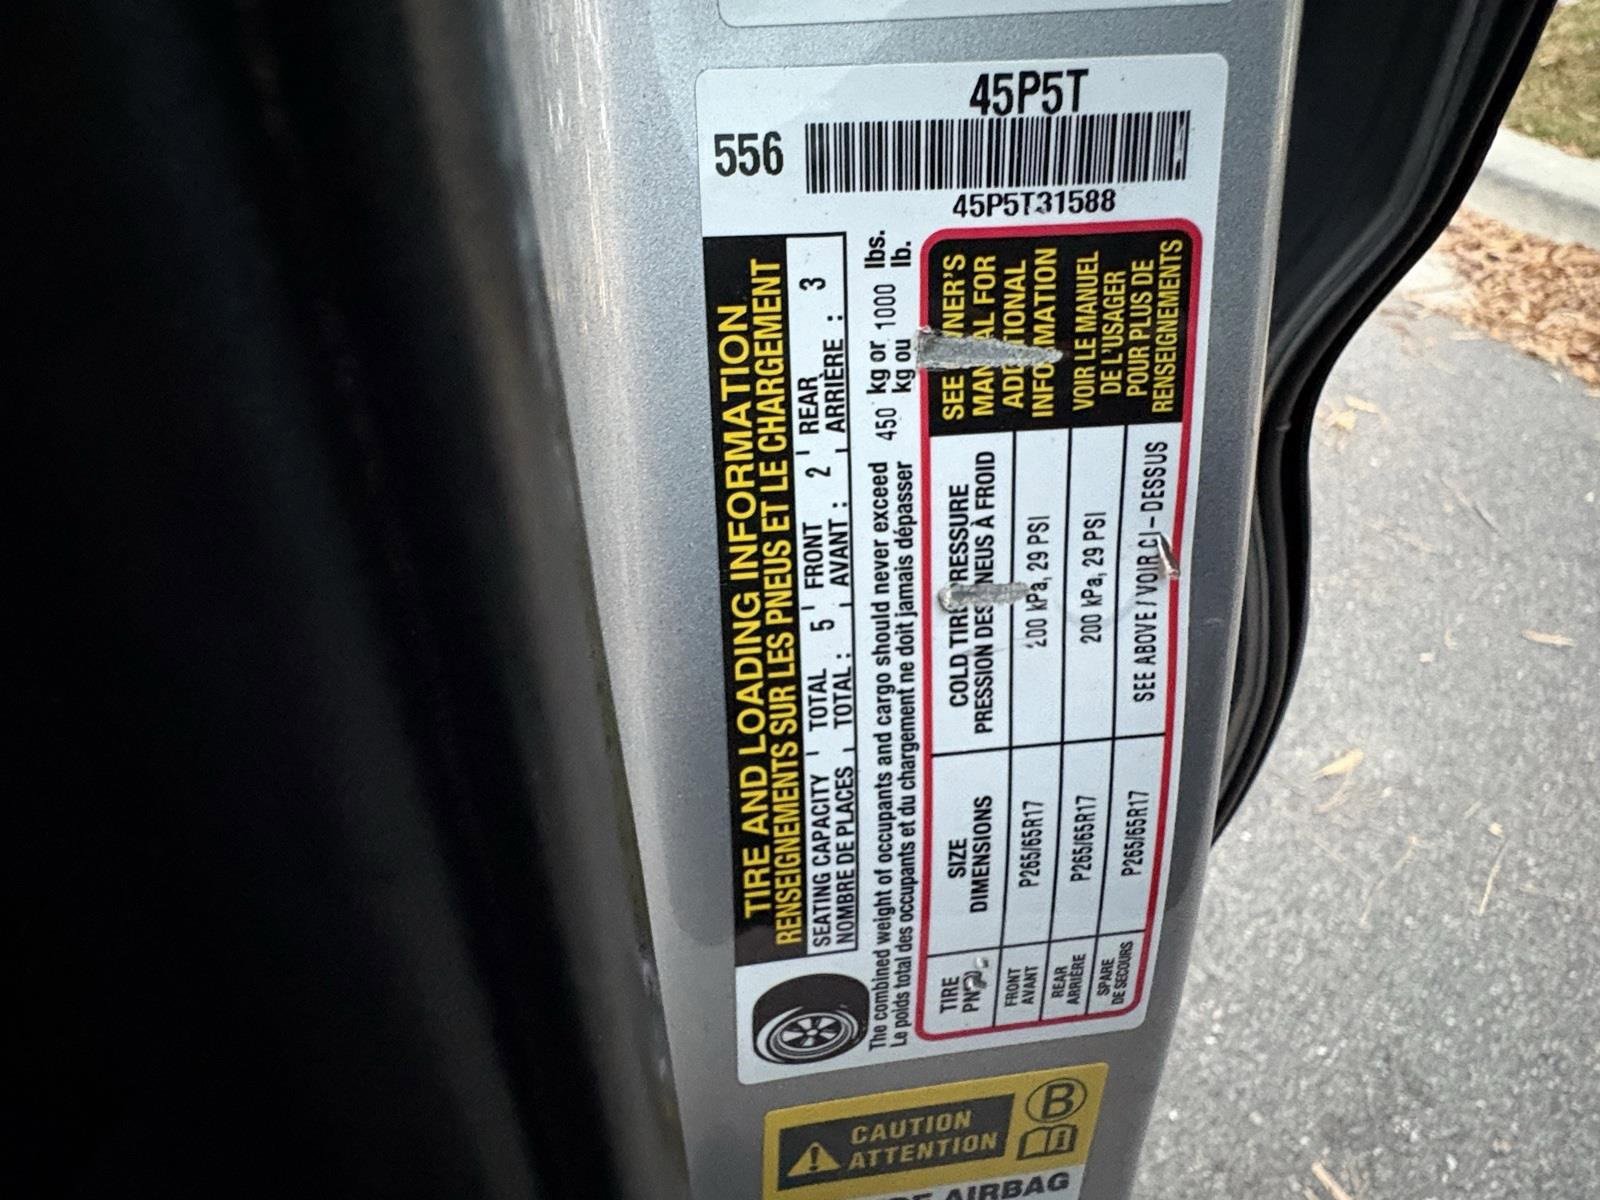 45P5T
556
45P5T31588
TIRE AND LOADING INFORMATION
RENSEIGNEMENTS SUR LES PNEUS ET LE CHARGEMENT
SEATING CAPACITY TOTAL 5 FRONT 2 REAR 3
NOMBRE DE PLACES TOTAL : AVANT : ARRIÈRE :
The combined weight of occupants and cargo should never exceed 450 kg or 1000 lbs.
Le poids total des occupants et du chargement ne doit jamais dépasser kg ou lb.
TIRE
PNEU
SIZE
DIMENSIONS
COLD TIRE PRESSURE
PRESSION DES PNEUS À FROID
SEE OWNER'S
MANUAL FOR
ADDITIONAL
INFORMATION
VOIR LE MANUEL
DE L'USAGER
POUR PLUS DE
RENSEIGNEMENTS
FRONT
AVANT
P265/65R17
200 kPa, 29 PSI
REAR
ARRIÈRE
P265/65R17
200 kPa, 29 PSI
SPARE
DE SECOURS
P265/65R17
SEE ABOVE / VOIR CI – DESSUS
CAUTION
ATTENTION
B
AIRBAG